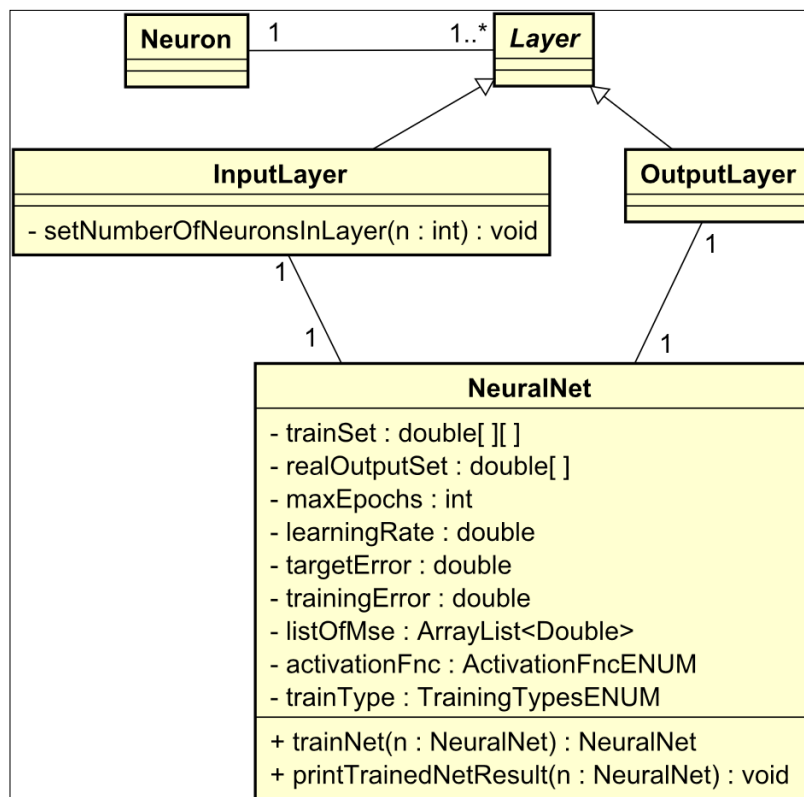 Neuron
1
1..*
Layer
InputLayer
- setNumberOfNeuronsInLayer(n : int) : void
OutputLayer
1
1
1
1
NeuralNet
- trainSet : double[ ][ ]
- realOutputSet : double[ ]
- maxEpochs : int
- learningRate : double
- targetError : double
- trainingError : double
- listOfMse : ArrayList<Double>
- activationFnc : ActivationFncENUM
- trainType : TrainingTypesENUM
+ trainNet(n : NeuralNet) : NeuralNet
+ printTrainedNetResult(n : NeuralNet) : void